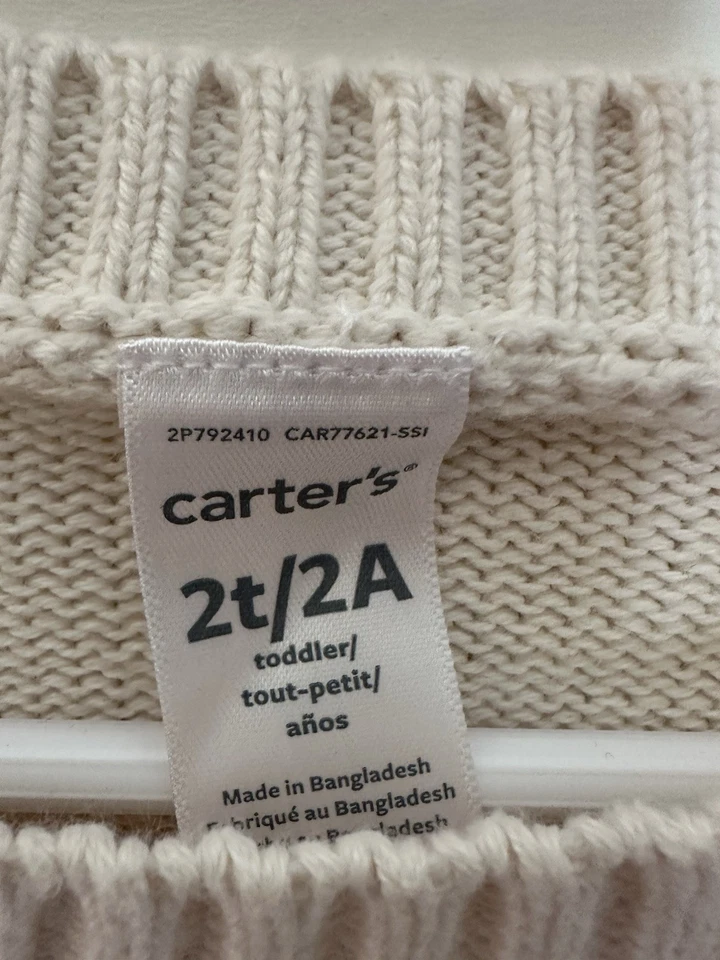 2P792410 CAR77621-SSI
carter's®
2t/2A
toddler/
tout-petit/
años
Made in Bangladesh
Fabriqué au Bangladesh